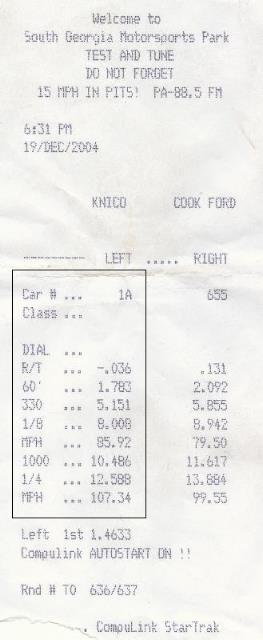 Welcome to
South Georgia Motorsports Park
TEST AND TUNE
DO NOT FORGET
15 MPH IN PITS! PA-88.5 FM
6:31 PM
19/DEC/2004
KNICO COOK FORD
---------- LEFT ..... RIGHT
Car # ... 1A 655
Class ...
DIAL ...
R/T ... -.036 .131
60' ... 1.783 2.092
330 ... 5.151 5.855
1/8 ... 8.008 8.942
MPH ... 85.92 79.50
1000 ... 10.486 11.617
1/4 ... 12.588 13.884
MPH ... 107.34 99.55
Left 1st 1.4633
Compulink AUTOSTART ON !!
Rnd # TO 636/637
. CompuLink StarTrak